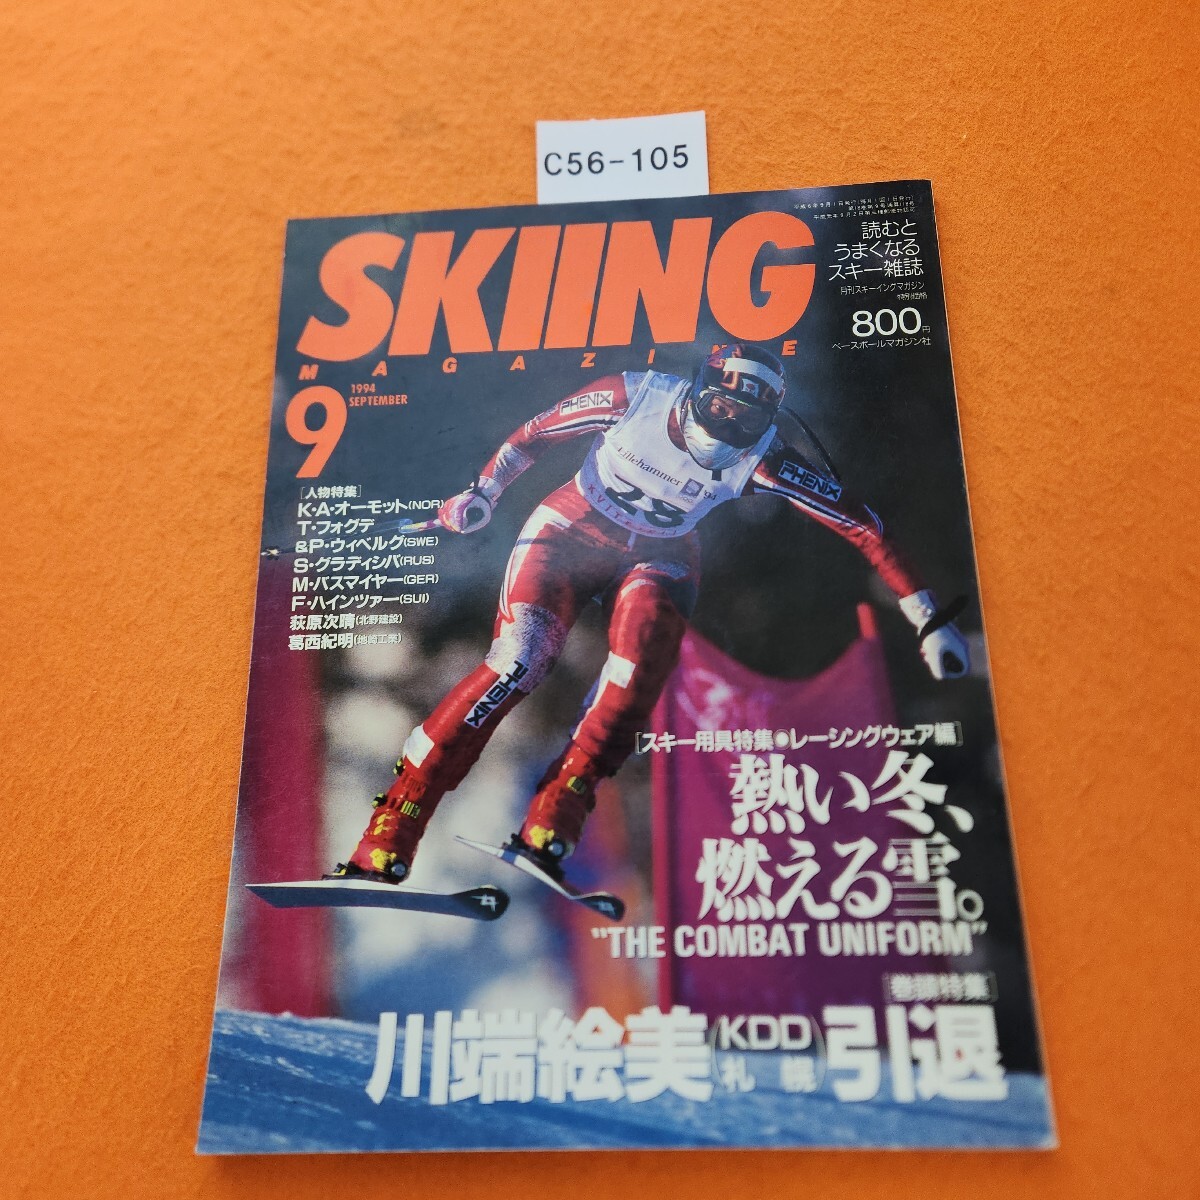 C56-105
SKIING
MAGAZINE
読むと
うまくなる
スキー雑誌
月刊スキーイングマガジン
特別価格
800円
ベースボールマガジン社
9
1994
SEPTEMBER
[人物特集]
K・A・オーモット(NOR)
T・フォグデ
&P・ウィベルグ(SWE)
S・グラディシバ(RUS)
M・バスマイヤー(GER)
F・ハインツァー(SUI)
荻原次晴(北野建設)
葛西紀明(地崎工業)
PHENIX
PHENIX
Lillehammer '94
28
PHENIX
[スキー用具特集●レーシングウェア編]
熱い冬、
燃える雪。
"THE COMBAT UNIFORM"
[巻頭特集]
川端絵美(KDD札幌)引退